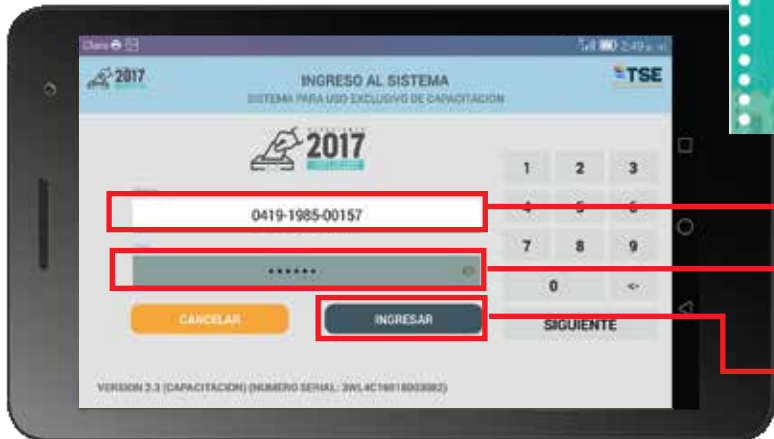 Claro 2:49 a. m.
2017
INGRESO AL SISTEMA
TSE
SISTEMA PARA USO EXCLUSIVO DE CAPACITACION
2017
1 2 3
0419-1985-00157
4 5 6
7 8 9
••••••
0 <-
CANCELAR
INGRESAR
SIGUIENTE
VERSION 2.3 (CAPACITACION) (NUMERO SERIAL: